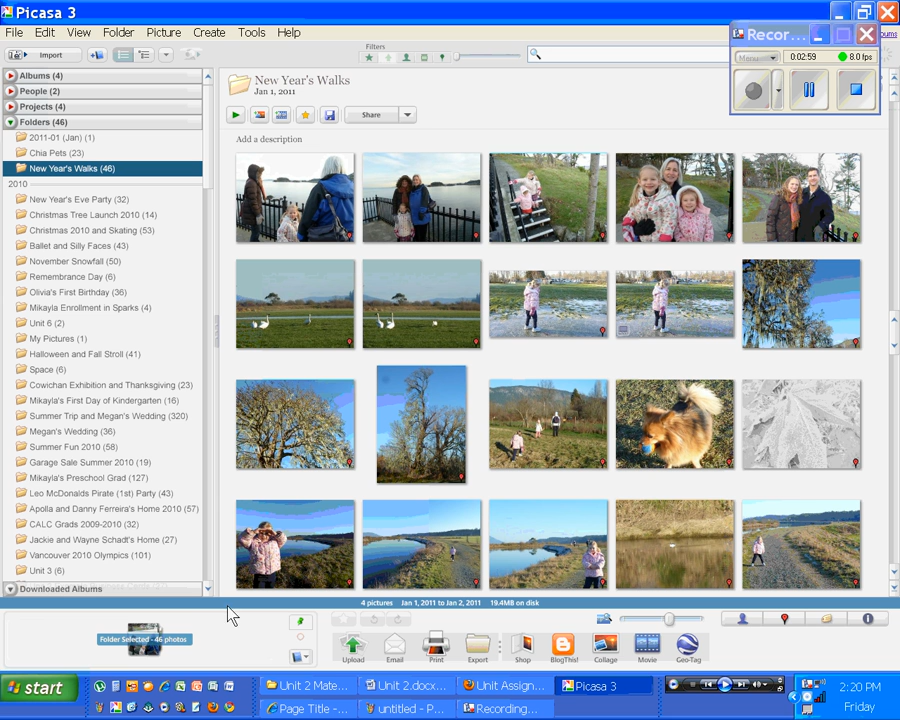 Picasa 3
File Edit View Folder Picture Create Tools Help
Recor...
Import
Filters
Menu
0:02:59
8.0 fps
Albums (4)
People (2)
Projects (4)
Folders (46)
2011-01 (Jan) (1)
Chia Pets (23)
New Year's Walks (46)
2010
New Year's Eve Party (32)
Christmas Tree Launch 2010 (14)
Christmas 2010 and Skating (53)
Ballet and Silly Faces (43)
November Snowfall (50)
Remembrance Day (6)
Olivia's First Birthday (36)
Mikayla Enrollment in Sparks (4)
Unit 6 (2)
My Pictures (1)
Halloween and Fall Stroll (41)
Space (6)
Cowichan Exhibition and Thanksgiving (23)
Mikayla's First Day of Kindergarten (16)
Summer Trip and Megan's Wedding (320)
Megan's Wedding (36)
Summer Fun 2010 (58)
Garage Sale Summer 2010 (19)
Mikayla's Preschool Grad (127)
Leo McDonalds Pirate (1st) Party (43)
Apolla and Danny Ferreira's Home 2010 (57)
CALC Grads 2009-2010 (32)
Jackie and Wayne Schadt's Home (27)
Vancouver 2010 Olympics (101)
Unit 3 (6)
Downloaded Albums
New Year's Walks
Jan 1, 2011
Share
Add a description
4 pictures Jan 1, 2011 to Jan 2, 2011 19.4MB on disk
Folder Selected - 46 photos
Upload Email Print Export Shop BlogThis! Collage Movie Geo-Tag
start
Unit 2 Mate...
Unit 2.docx...
Unit Assign...
Picasa 3
Page Title -...
untitled - P...
Recording...
2:20 PM
Friday